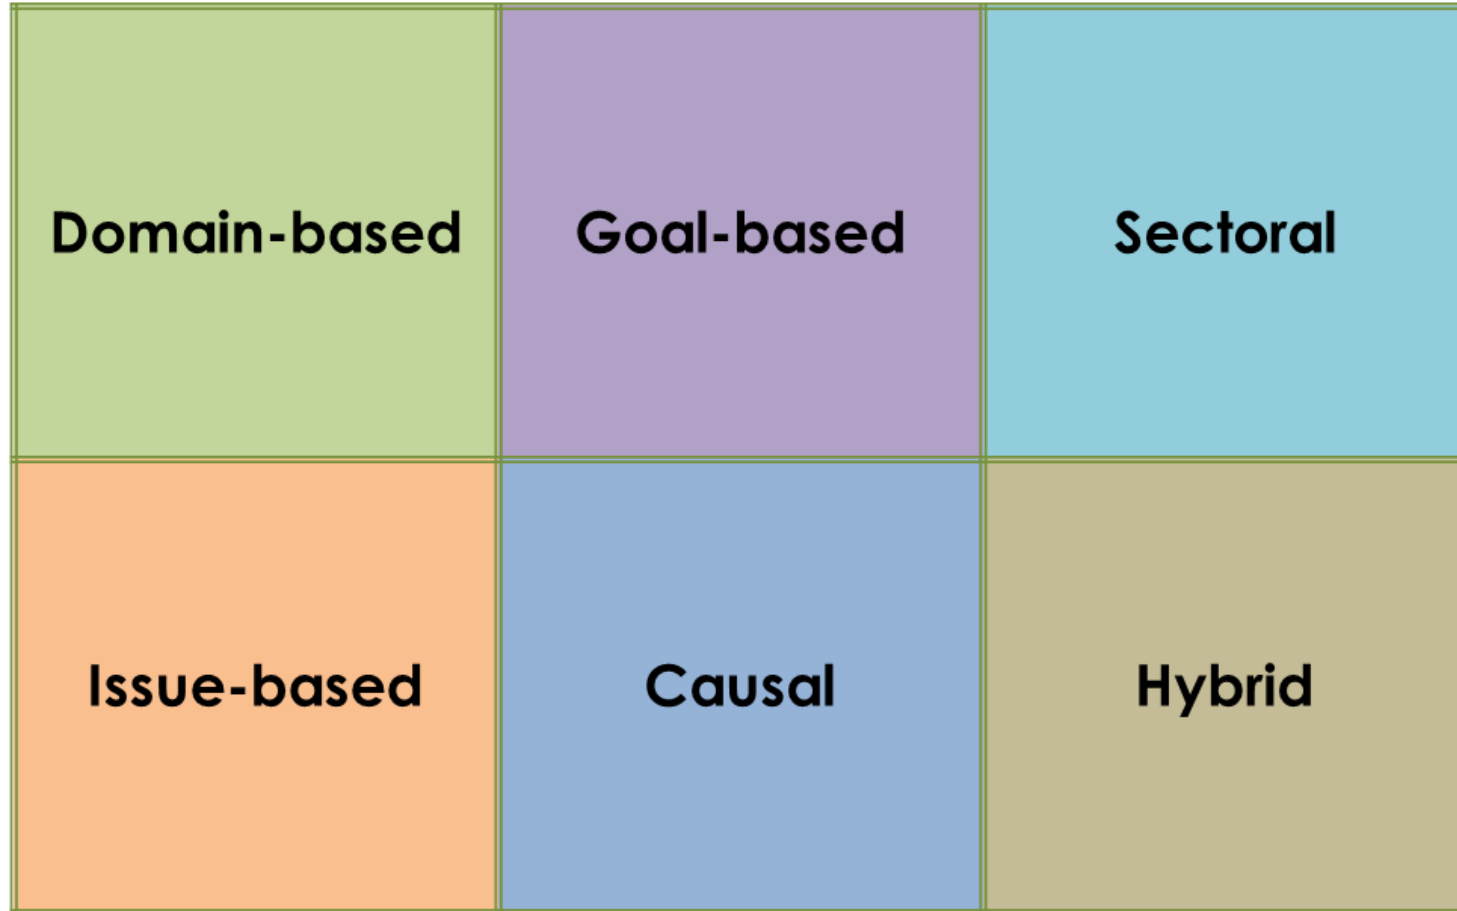 Domain-based
Goal-based
Sectoral
Issue-based
Causal
Hybrid